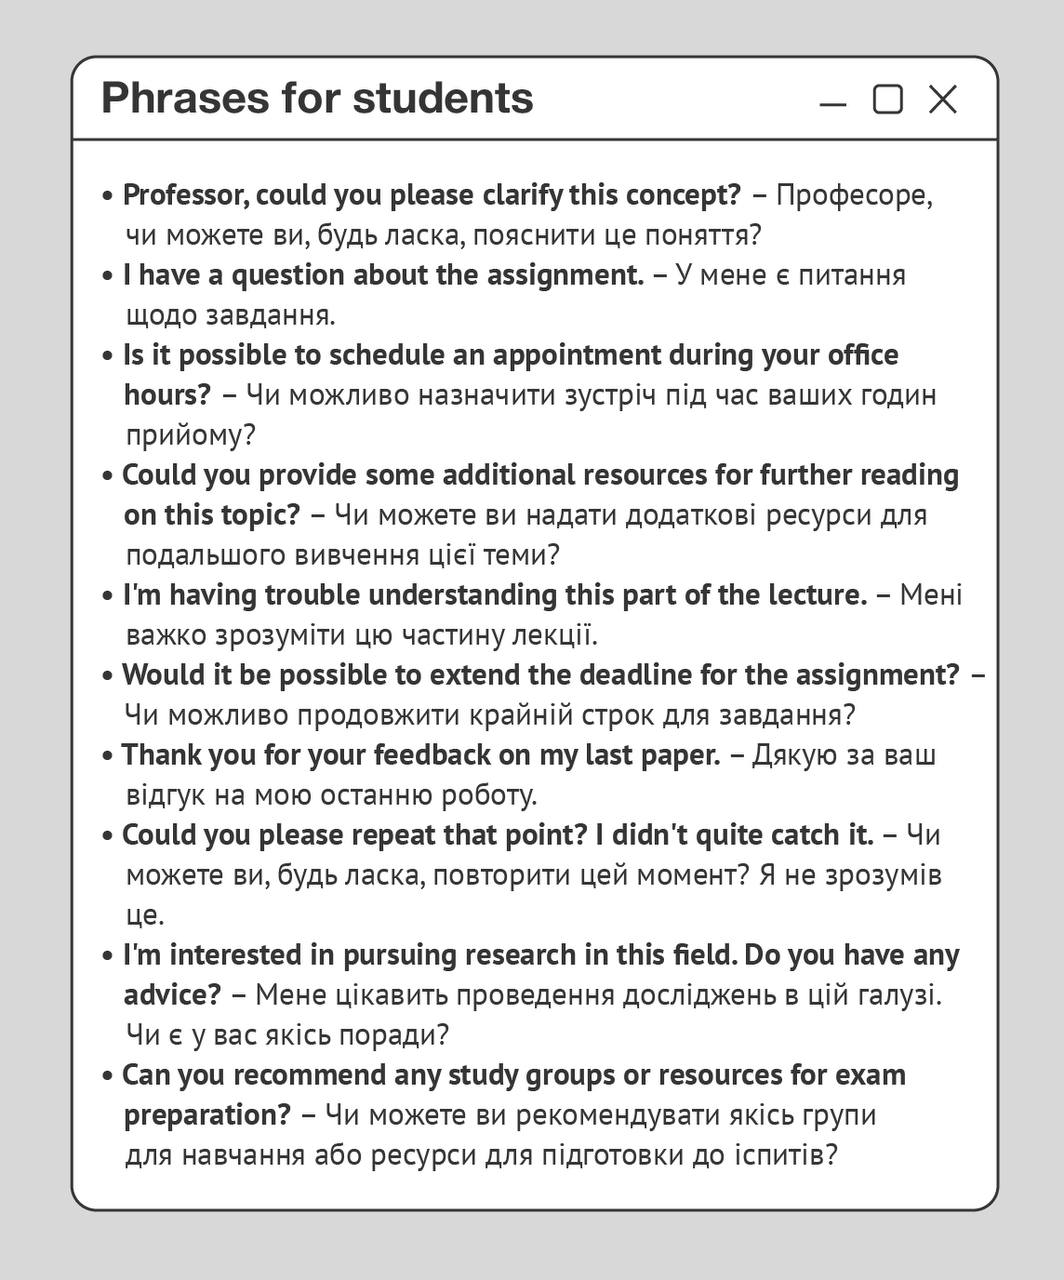 Phrases for students
• Professor, could you please clarify this concept? – Професоре,
чи можете ви, будь ласка, пояснити це поняття?
• I have a question about the assignment. – У мене є питання
щодо завдання.
• Is it possible to schedule an appointment during your office
hours? – Чи можливо назначити зустріч під час ваших годин
прийому?
• Could you provide some additional resources for further reading
on this topic? – Чи можете ви надати додаткові ресурси для
подальшого вивчення цієї теми?
• I'm having trouble understanding this part of the lecture. – Мені
важко зрозуміти цю частину лекції.
• Would it be possible to extend the deadline for the assignment? –
Чи можливо продовжити крайній строк для завдання?
• Thank you for your feedback on my last paper. – Дякую за ваш
відгук на мою останню роботу.
• Could you please repeat that point? I didn't quite catch it. – Чи
можете ви, будь ласка, повторити цей момент? Я не зрозумів
це.
• I'm interested in pursuing research in this field. Do you have any
advice? – Мене цікавить проведення досліджень в цій галузі.
Чи є у вас якісь поради?
• Can you recommend any study groups or resources for exam
preparation? – Чи можете ви рекомендувати якісь групи
для навчання або ресурси для підготовки до іспитів?